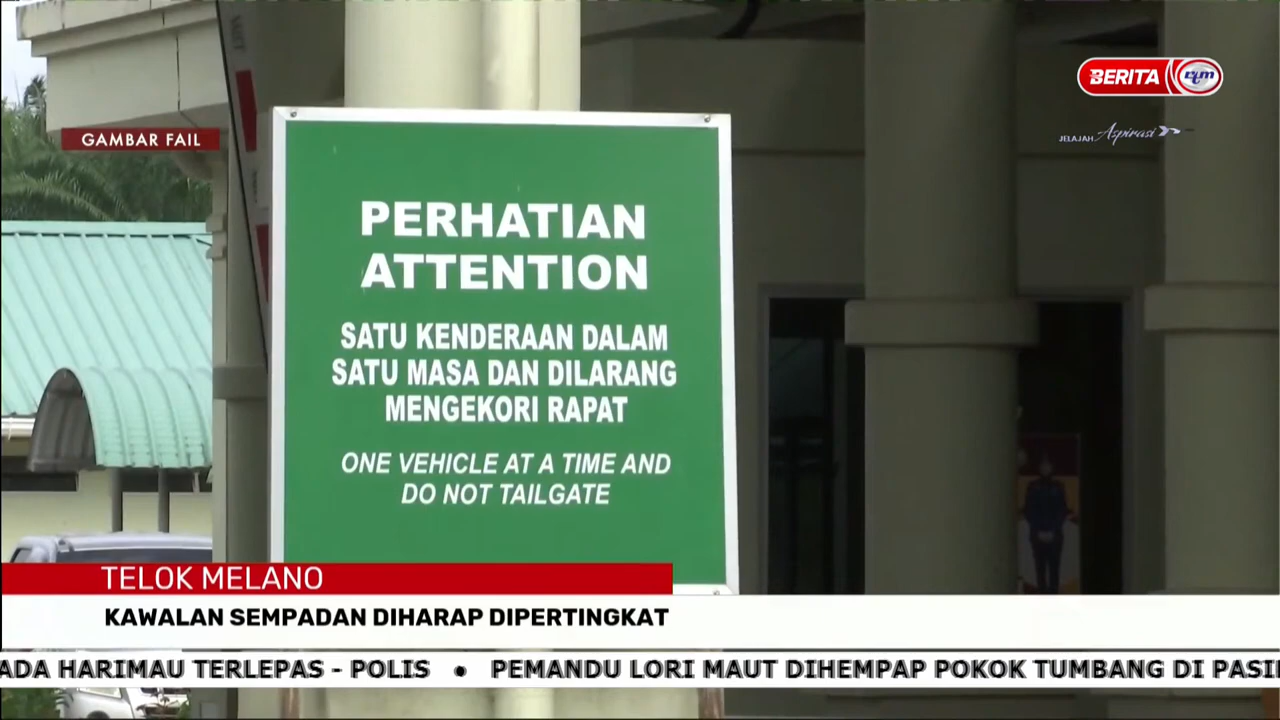 BERITA rtm
GAMBAR FAIL
JELAJAH Aspirasi
PERHATIAN
ATTENTION
SATU KENDERAAN DALAM
SATU MASA DAN DILARANG
MENGEKORI RAPAT
ONE VEHICLE AT A TIME AND
DO NOT TAILGATE
TELOK MELANO
KAWALAN SEMPADAN DIHARAP DIPERTINGKAT
ADA HARIMAU TERLEPAS - POLIS • PEMANDU LORI MAUT DIHEMPAP POKOK TUMBANG DI PASI